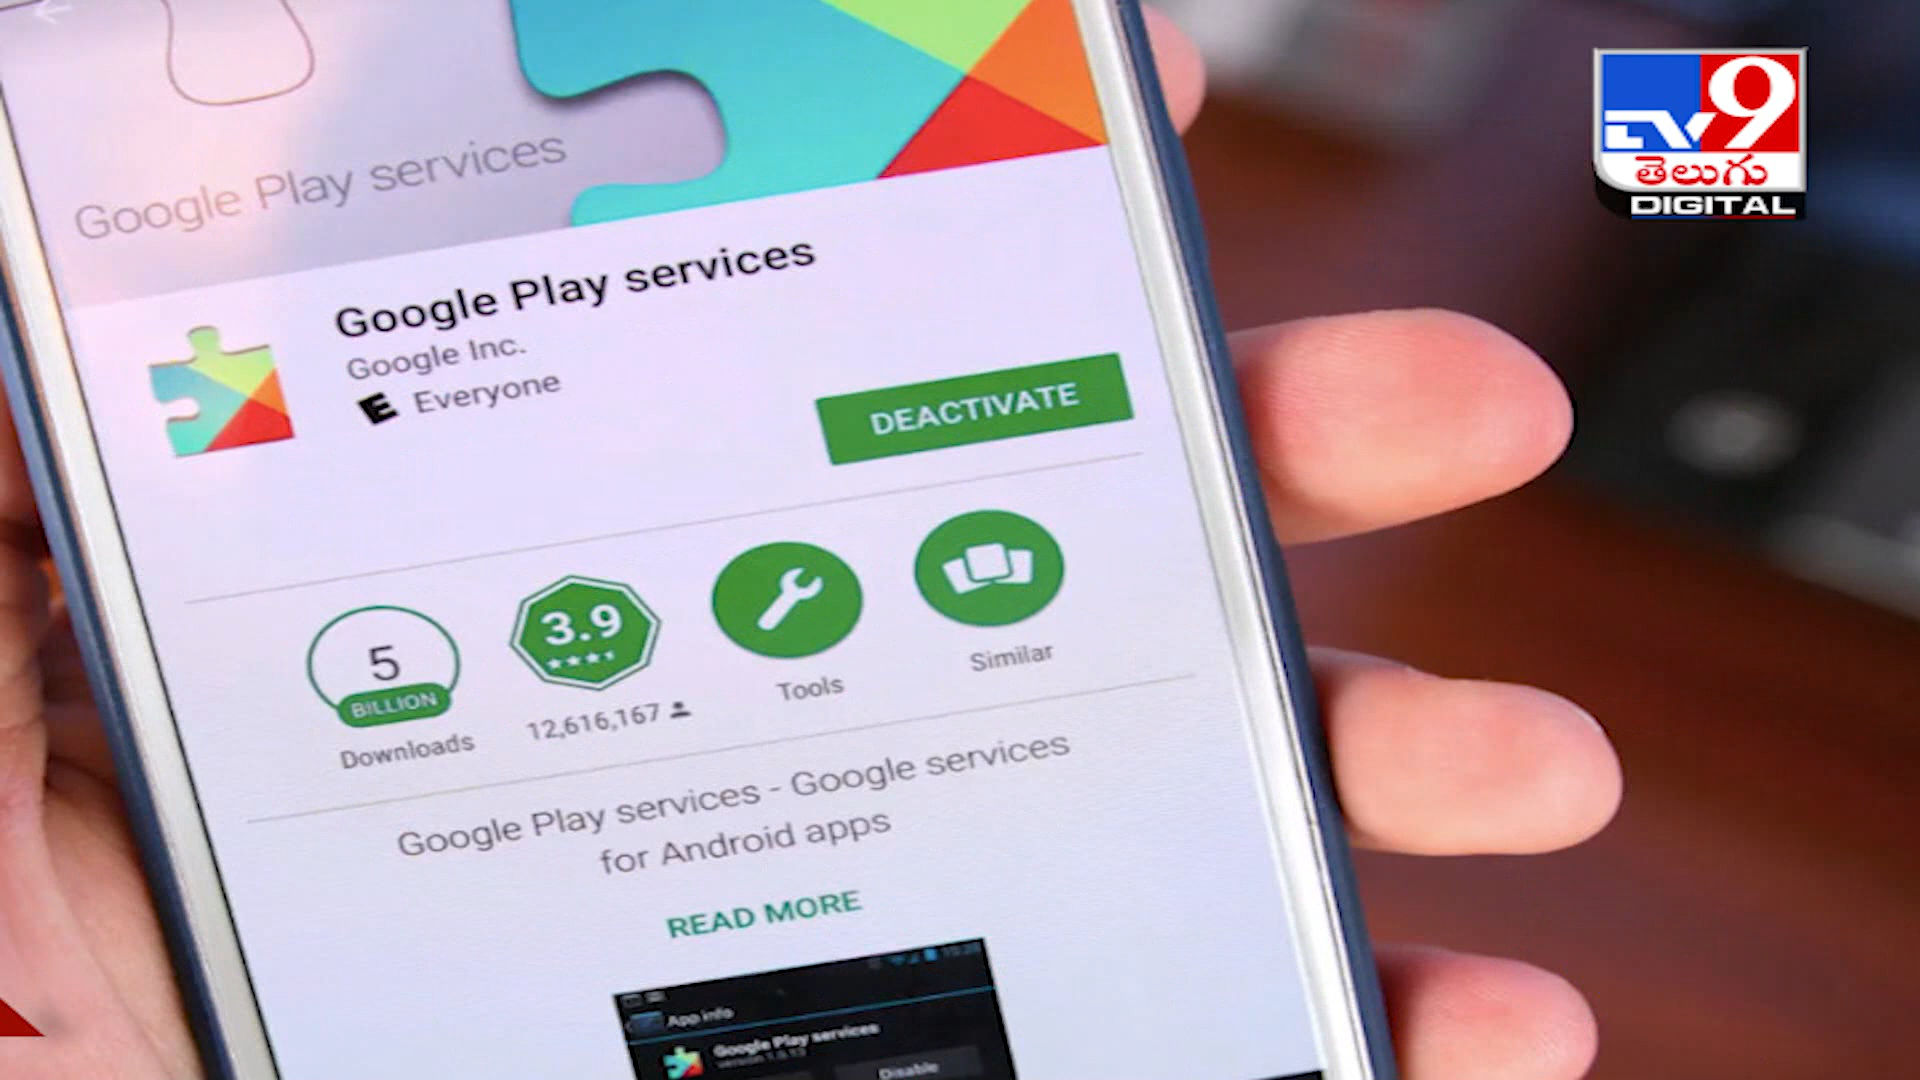 TV9
తెలుగు
DIGITAL
Google Play services
Google Play services
Google Inc.
E Everyone
DEACTIVATE
5
BILLION
Downloads
3.9
12,616,167
Tools
Similar
Google Play services - Google services
for Android apps
READ MORE
App info
Google Play services
Disable